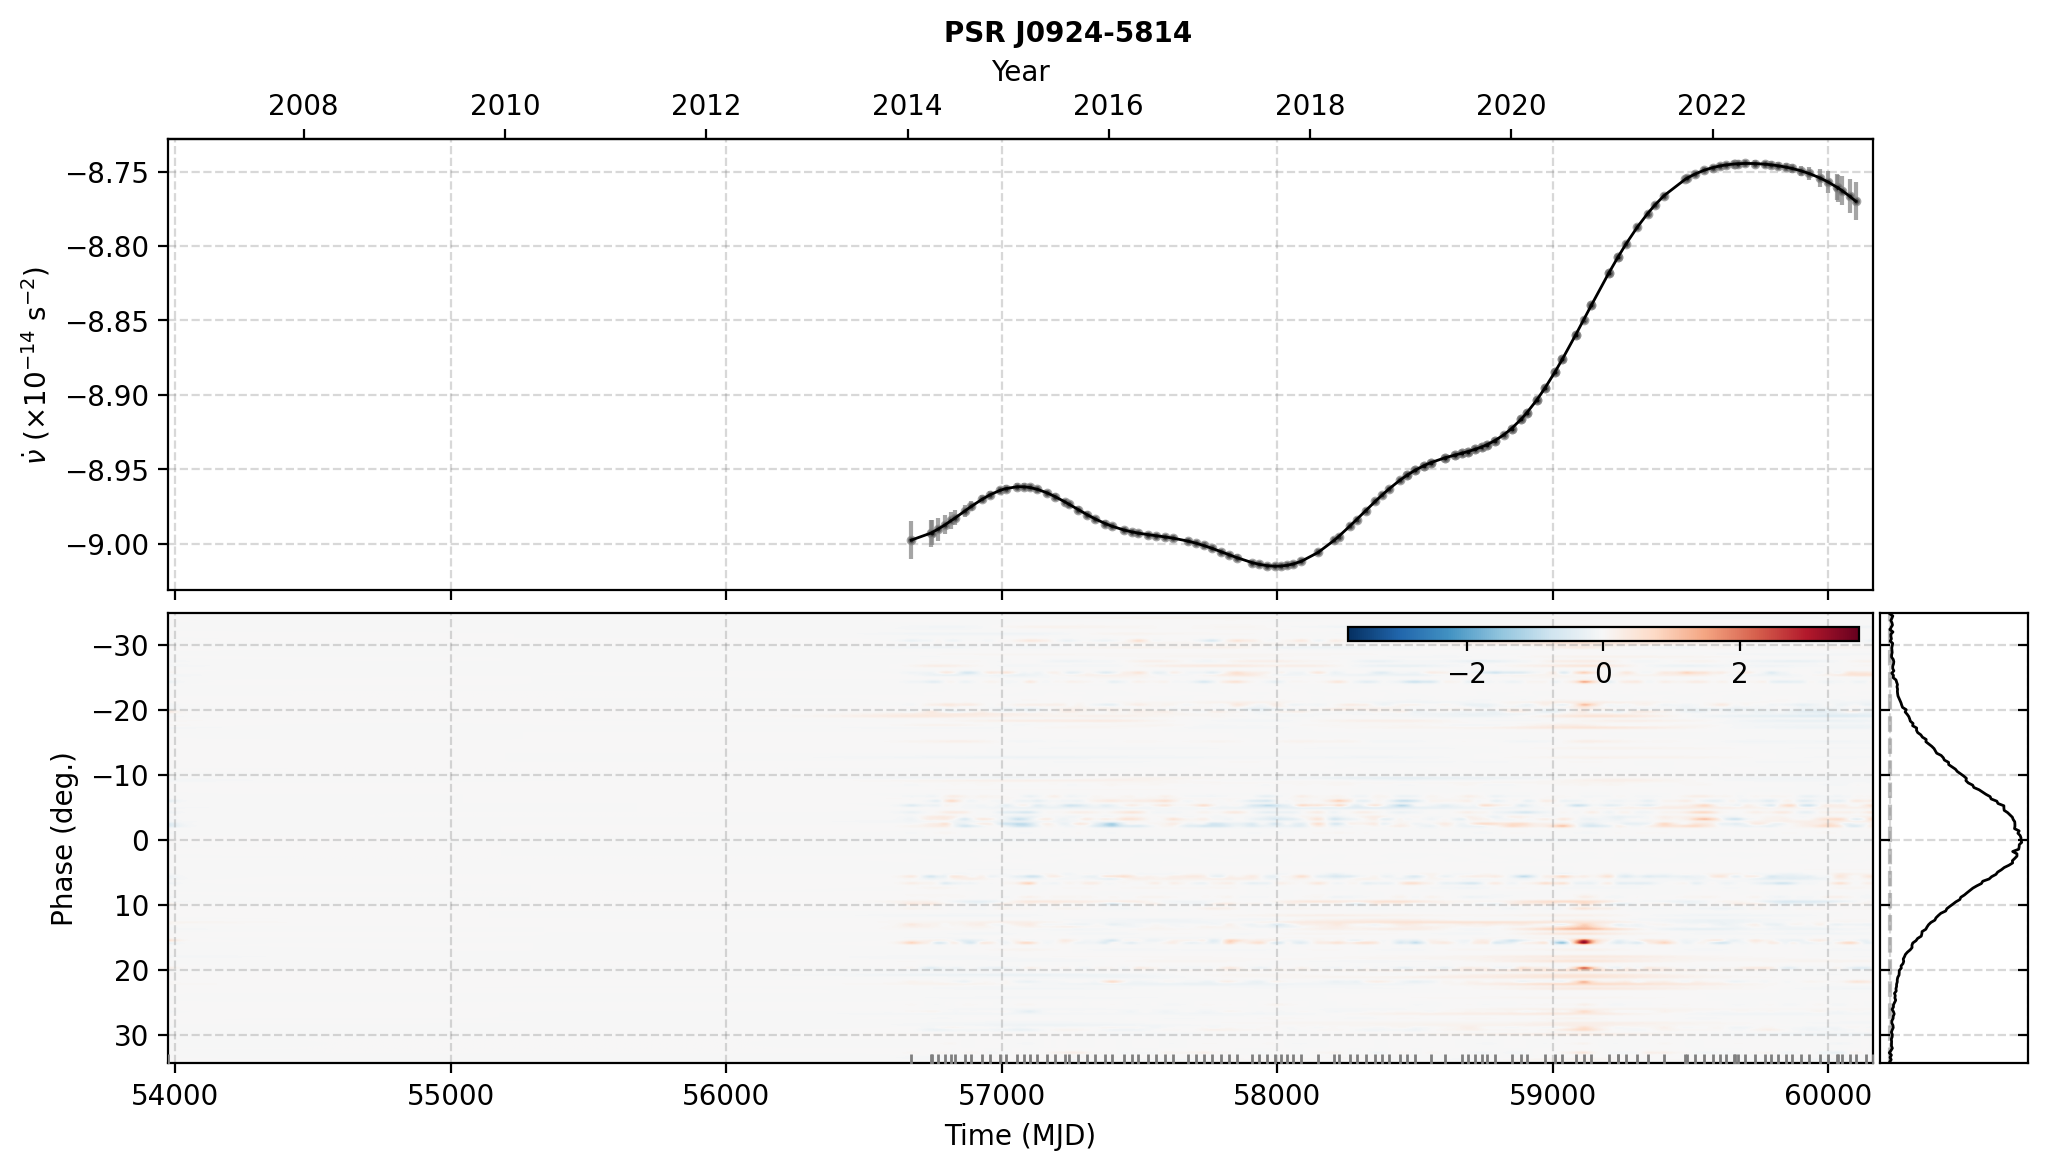 PSR J0924-5814
Year
2008 2010 2012 2014 2016 2018 2020 2022
ν̇ (×10⁻¹⁴ s⁻²)
−8.75
−8.80
−8.85
−8.90
−8.95
−9.00
−2 0 2
Phase (deg.)
−30
−20
−10
0
10
20
30
54000 55000 56000 57000 58000 59000 60000
Time (MJD)